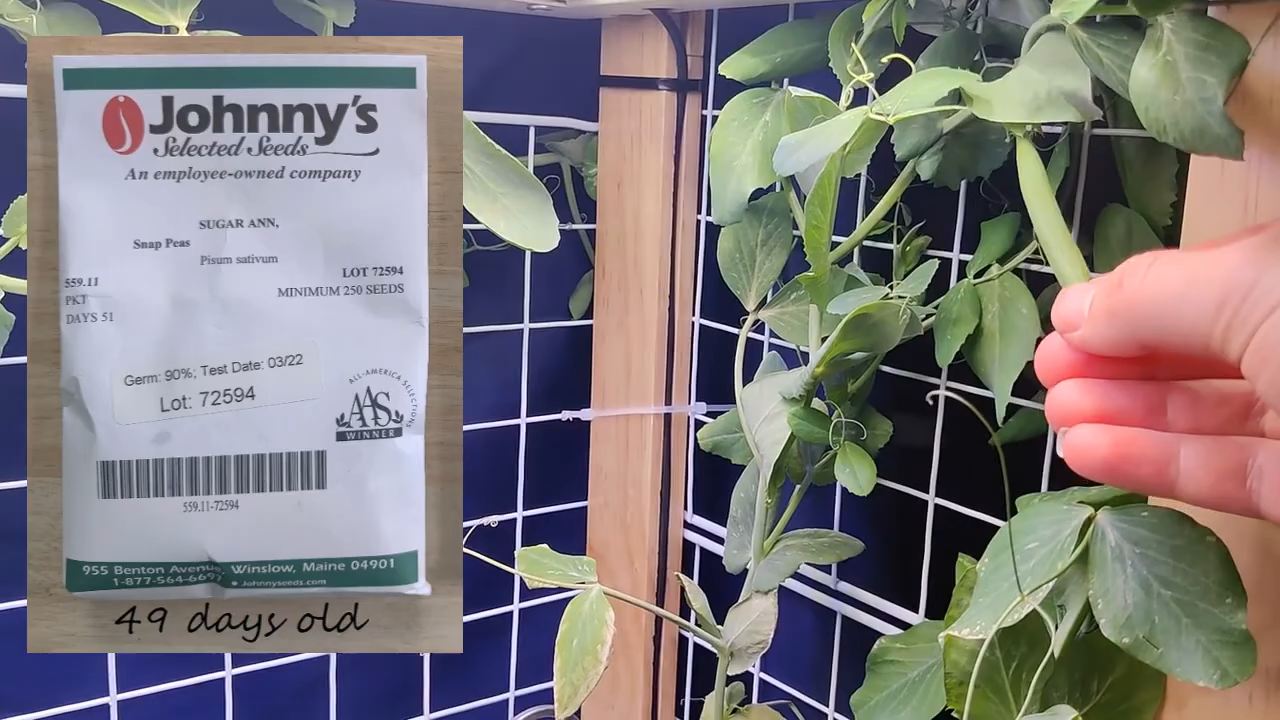 Johnny's
Selected Seeds
An employee-owned company
SUGAR ANN,
Snap Peas
Pisum sativum
559.11
PKT
DAYS 51
LOT 72594
MINIMUM 250 SEEDS
Germ: 90%; Test Date: 03/22
Lot: 72594
ALL-AMERICA SELECTIONS
AAS
WINNER
559.11-72594
955 Benton Avenue, Winslow, Maine 04901
1-877-564-6697 • Johnnyseeds.com
49 days old